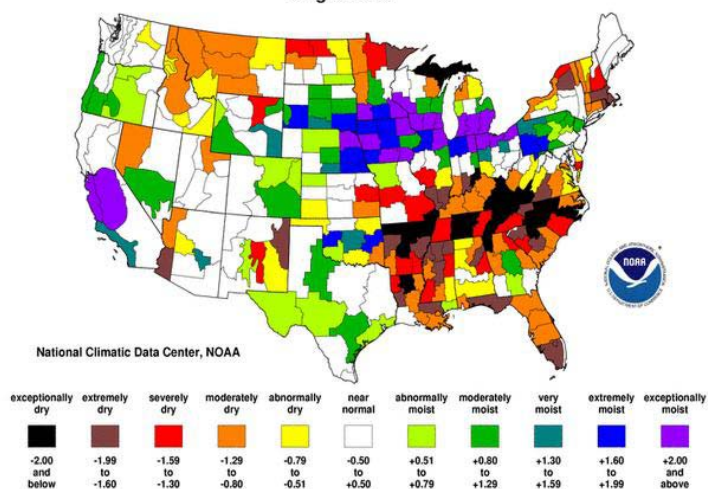 National Climatic Data Center, NOAA
NOAA
exceptionally dry
extremely dry
severely dry
moderately dry
abnormally dry
near normal
abnormally moist
moderately moist
very moist
extremely moist
exceptionally moist
-2.00 and below
-1.99 to -1.60
-1.59 to -1.30
-1.29 to -0.80
-0.79 to -0.51
-0.50 to +0.50
+0.51 to +0.79
+0.80 to +1.29
+1.30 to +1.59
+1.60 to +1.99
+2.00 and above